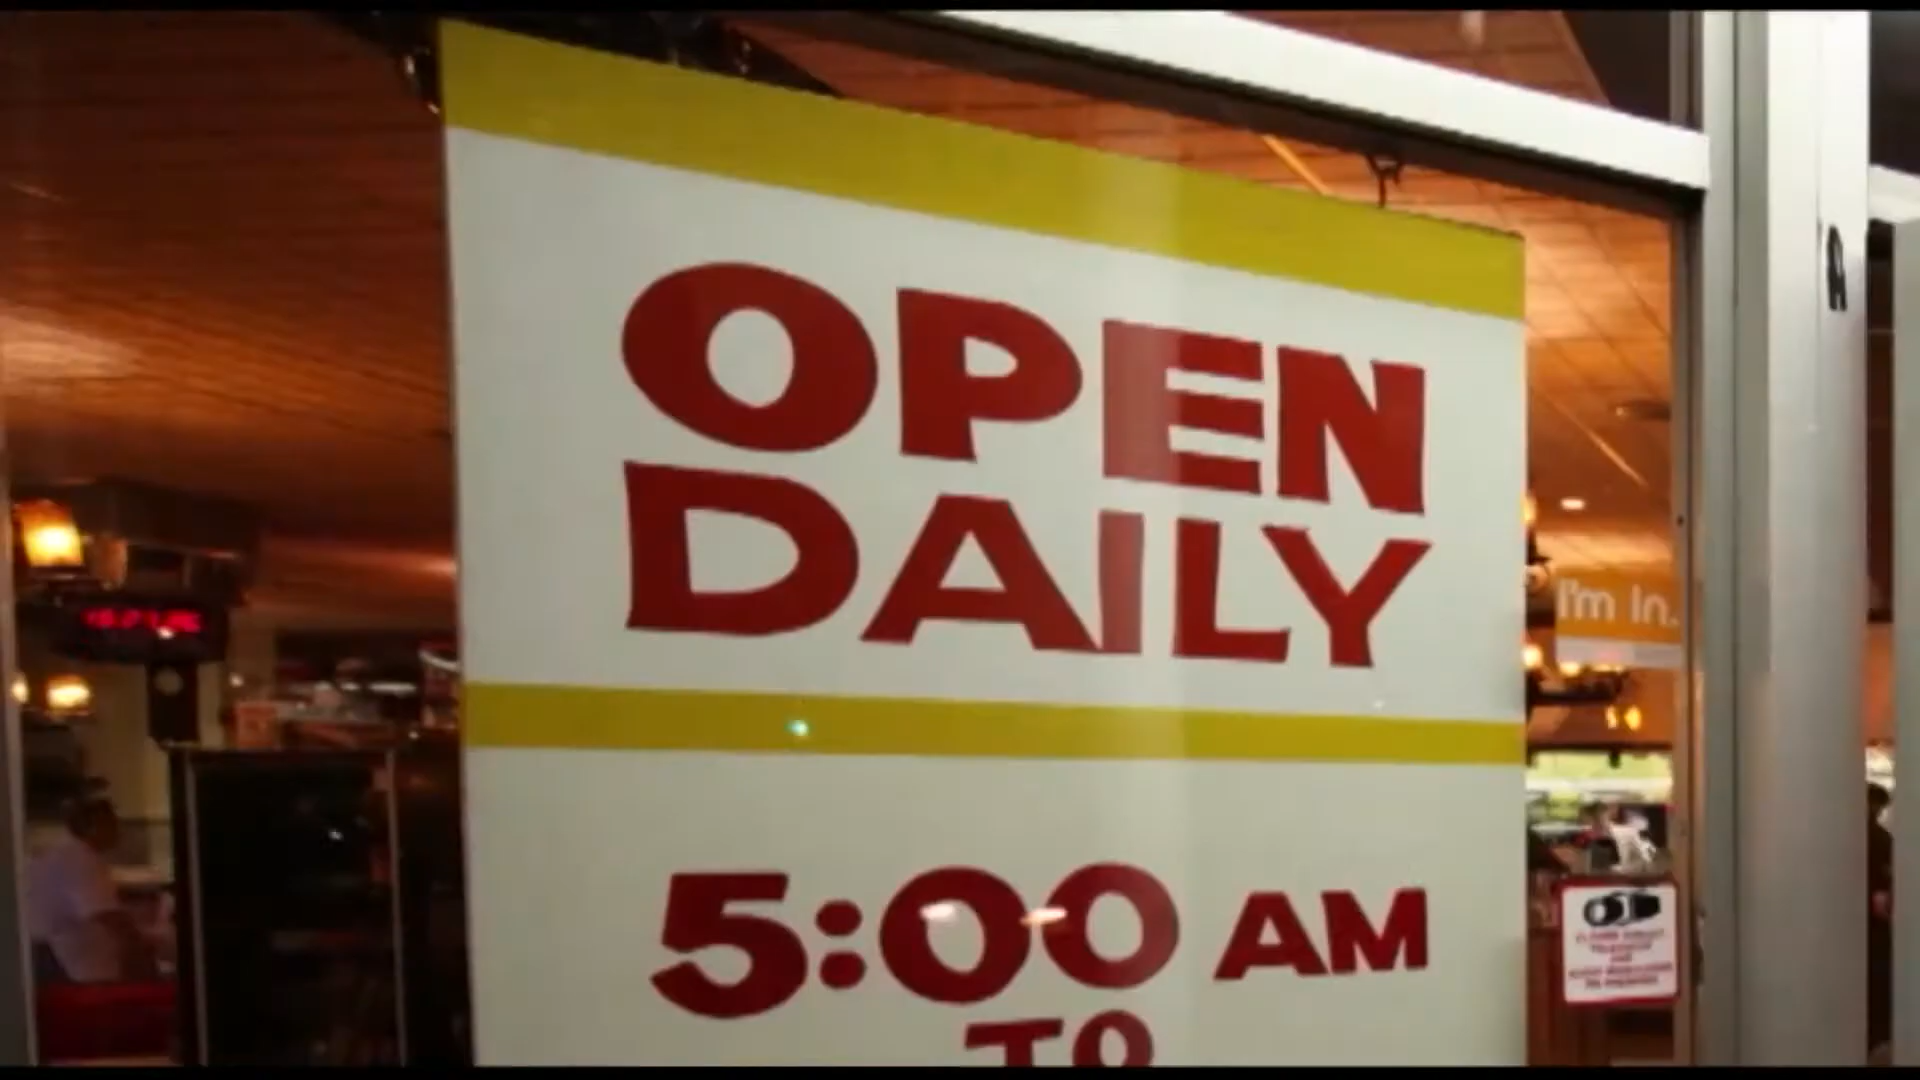 OPEN
DAILY
I'm In.
5:00 AM
TO